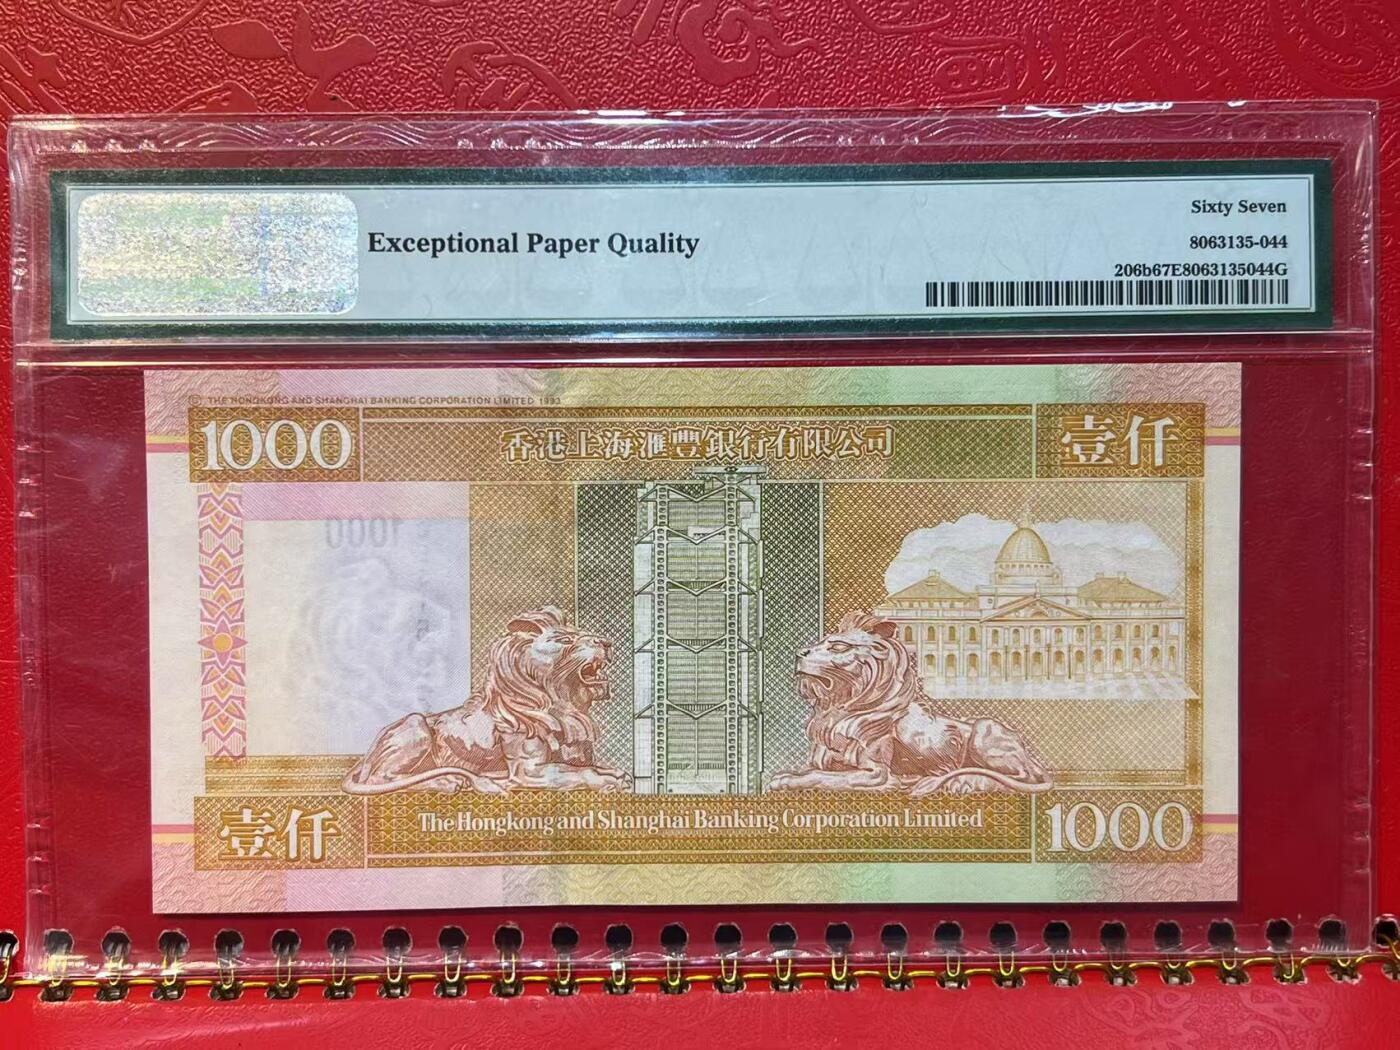 Exceptional Paper Quality
Sixty Seven
8063135-044
206b67E8063135044G
© THE HONGKONG AND SHANGHAI BANKING CORPORATION LIMITED 1993
1000
香港上海滙豐銀行有限公司
壹仟
1000
壹仟
The Hongkong and Shanghai Banking Corporation Limited
1000